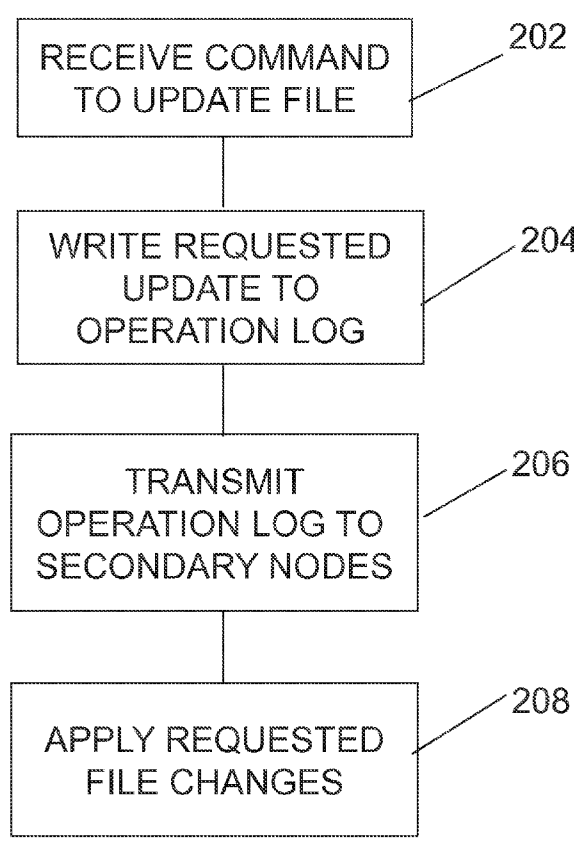 RECEIVE COMMAND
TO UPDATE FILE
202
WRITE REQUESTED
UPDATE TO
OPERATION LOG
204
TRANSMIT
OPERATION LOG TO
SECONDARY NODES
206
APPLY REQUESTED
FILE CHANGES
208